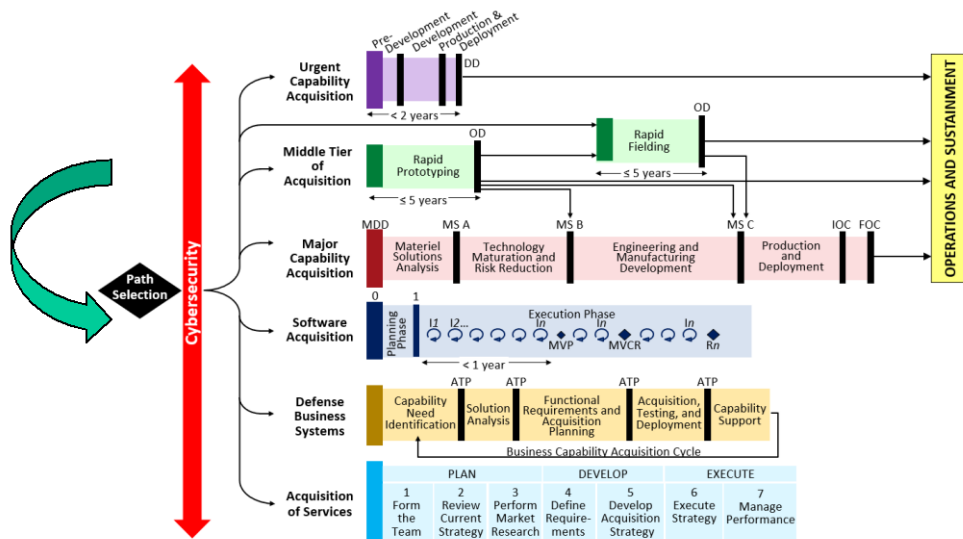 Pre-
Development
Development
Production &
Deployment
DD
Urgent
Capability
Acquisition
< 2 years
OD
Rapid
Fielding
≤ 5 years
OD
Middle Tier
of
Acquisition
Rapid
Prototyping
≤ 5 years
Cybersecurity
Path
Selection
OPERATIONS AND SUSTAINMENT
MDD
MS A
MS B
MS C
IOC
FOC
Major
Capability
Acquisition
Materiel
Solutions
Analysis
Technology
Maturation and
Risk Reduction
Engineering and
Manufacturing
Development
Production
and
Deployment
0
1
Software
Acquisition
Planning
Phase
Execution Phase
I1
I2...
In
In
In
MVP
MVCR
Rn
< 1 year
ATP
ATP
ATP
ATP
Defense
Business
Systems
Capability
Need
Identification
Solution
Analysis
Functional
Requirements and
Acquisition
Planning
Acquisition,
Testing, and
Deployment
Capability
Support
Business Capability Acquisition Cycle
Acquisition
of Services
PLAN
DEVELOP
EXECUTE
1
Form
the
Team
2
Review
Current
Strategy
3
Perform
Market
Research
4
Define
Require-
ments
5
Develop
Acquisition
Strategy
6
Execute
Strategy
7
Manage
Performance